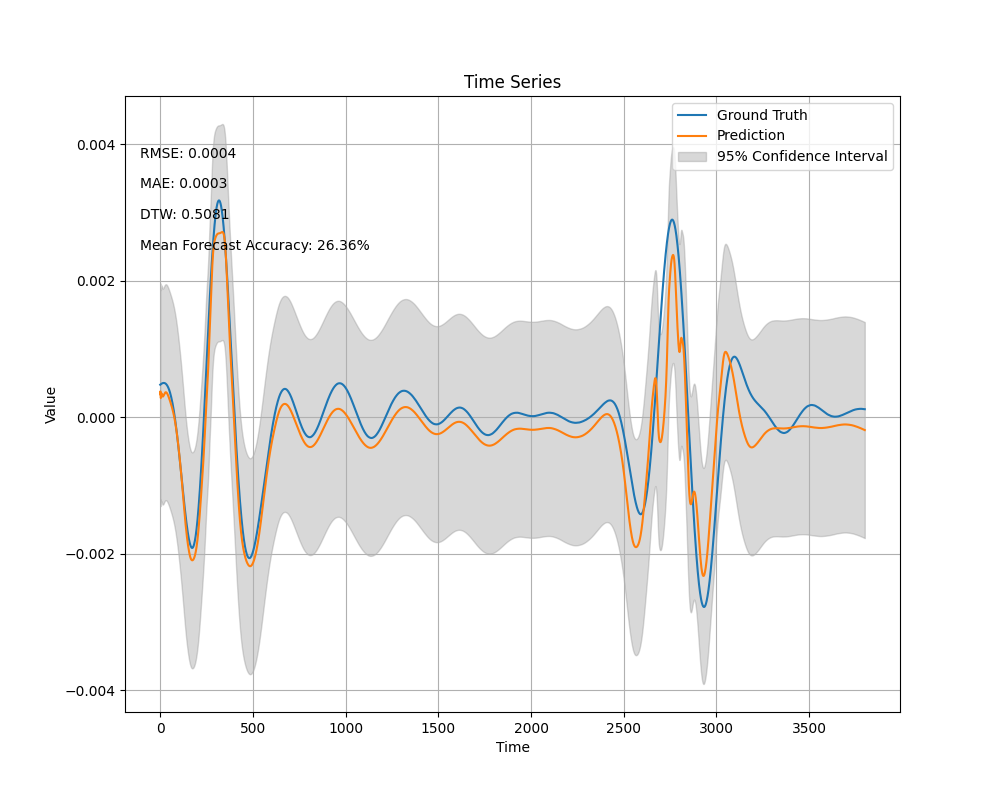 Time Series
Ground Truth
Prediction
95% Confidence Interval
RMSE: 0.0004
MAE: 0.0003
DTW: 0.5081
Mean Forecast Accuracy: 26.36%
0.004
0.002
0.000
−0.002
−0.004
Value
0 500 1000 1500 2000 2500 3000 3500
Time